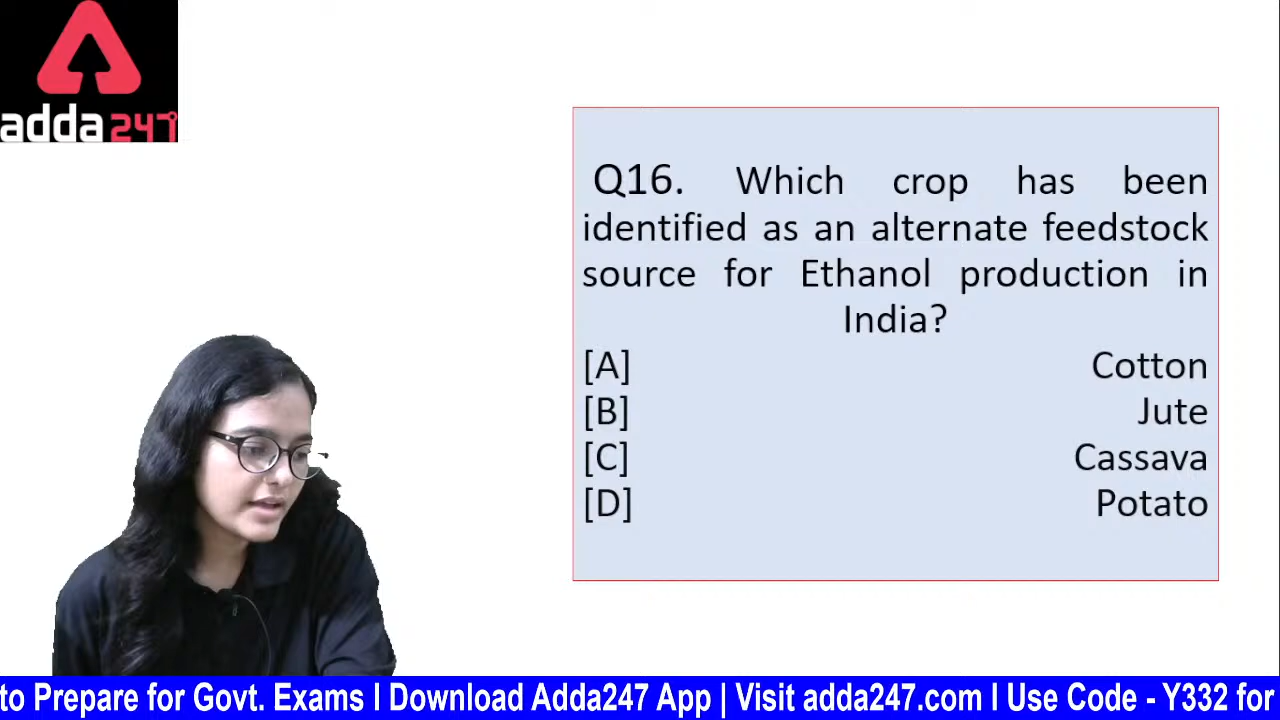 adda247
Q16. Which crop has been
identified as an alternate feedstock
source for Ethanol production in
India?
[A] Cotton
[B] Jute
[C] Cassava
[D] Potato
to Prepare for Govt. Exams I Download Adda247 App | Visit adda247.com I Use Code - Y332 for